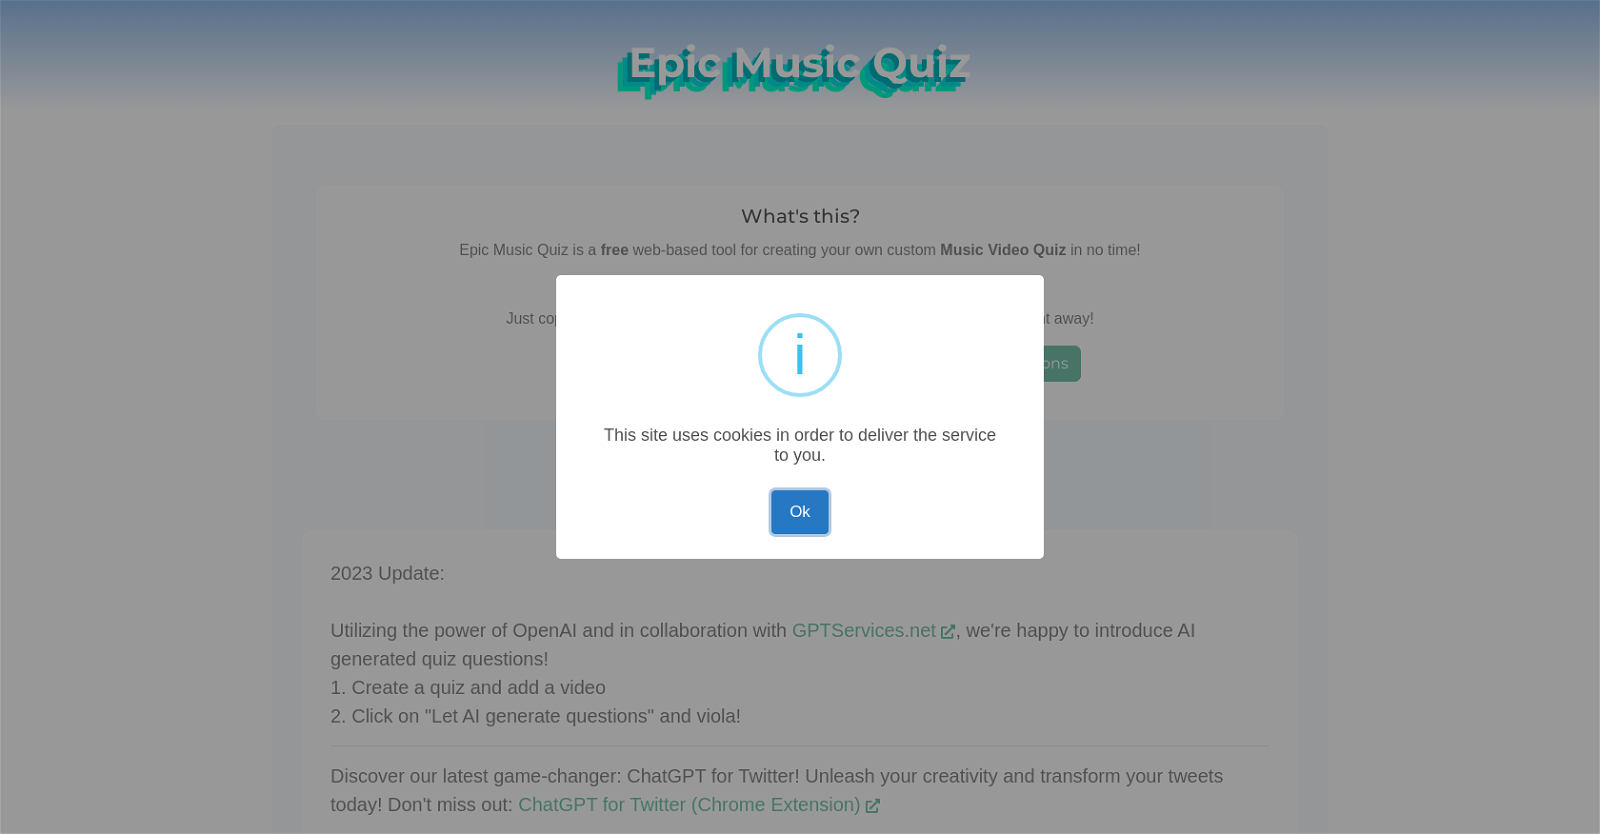 Epic Music Quiz
What's this?
Epic Music Quiz is a free web-based tool for creating your own custom Music Video Quiz in no time!
Just
away!
i
This site uses cookies in order to deliver the service
to you.
Ok
2023 Update:
Utilizing the power of OpenAI and in collaboration with GPTServices.net, we're happy to introduce AI
generated quiz questions!
1. Create a quiz and add a video
2. Click on "Let AI generate questions" and viola!
Discover our latest game-changer: ChatGPT for Twitter! Unleash your creativity and transform your tweets
today! Don't miss out: ChatGPT for Twitter (Chrome Extension)